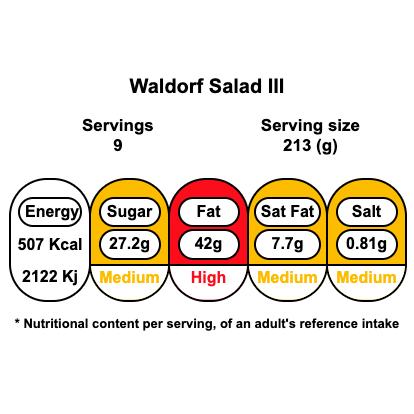 Waldorf Salad III
Servings Serving size
9 213 (g)
Energy Sugar Fat Sat Fat Salt
507 Kcal 27.2g 42g 7.7g 0.81g
2122 Kj Medium High Medium Medium
* Nutritional content per serving, of an adult's reference intake